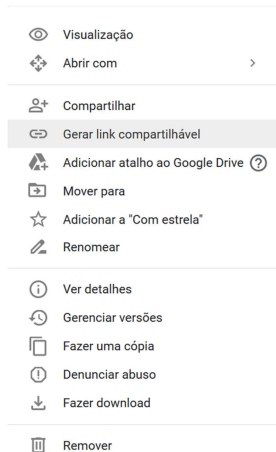 Visualização
Abrir com
Compartilhar
Gerar link compartilhável
Adicionar atalho ao Google Drive ?
Mover para
Adicionar a "Com estrela"
Renomear
Ver detalhes
Gerenciar versões
Fazer uma cópia
Denunciar abuso
Fazer download
Remover